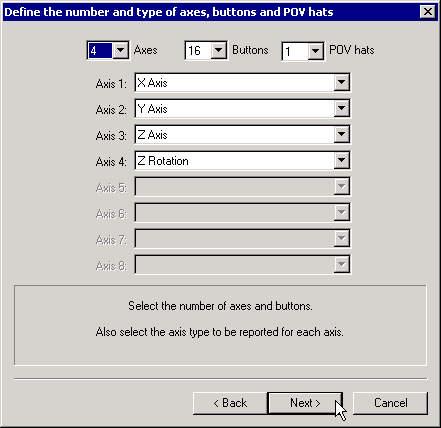 Define the number and type of axes, buttons and POV hats
4 Axes 16 Buttons 1 POV hats
Axis 1: X Axis
Axis 2: Y Axis
Axis 3: Z Axis
Axis 4: Z Rotation
Axis 5:
Axis 6:
Axis 7:
Axis 8:
Select the number of axes and buttons.
Also select the axis type to be reported for each axis.
< Back Next > Cancel